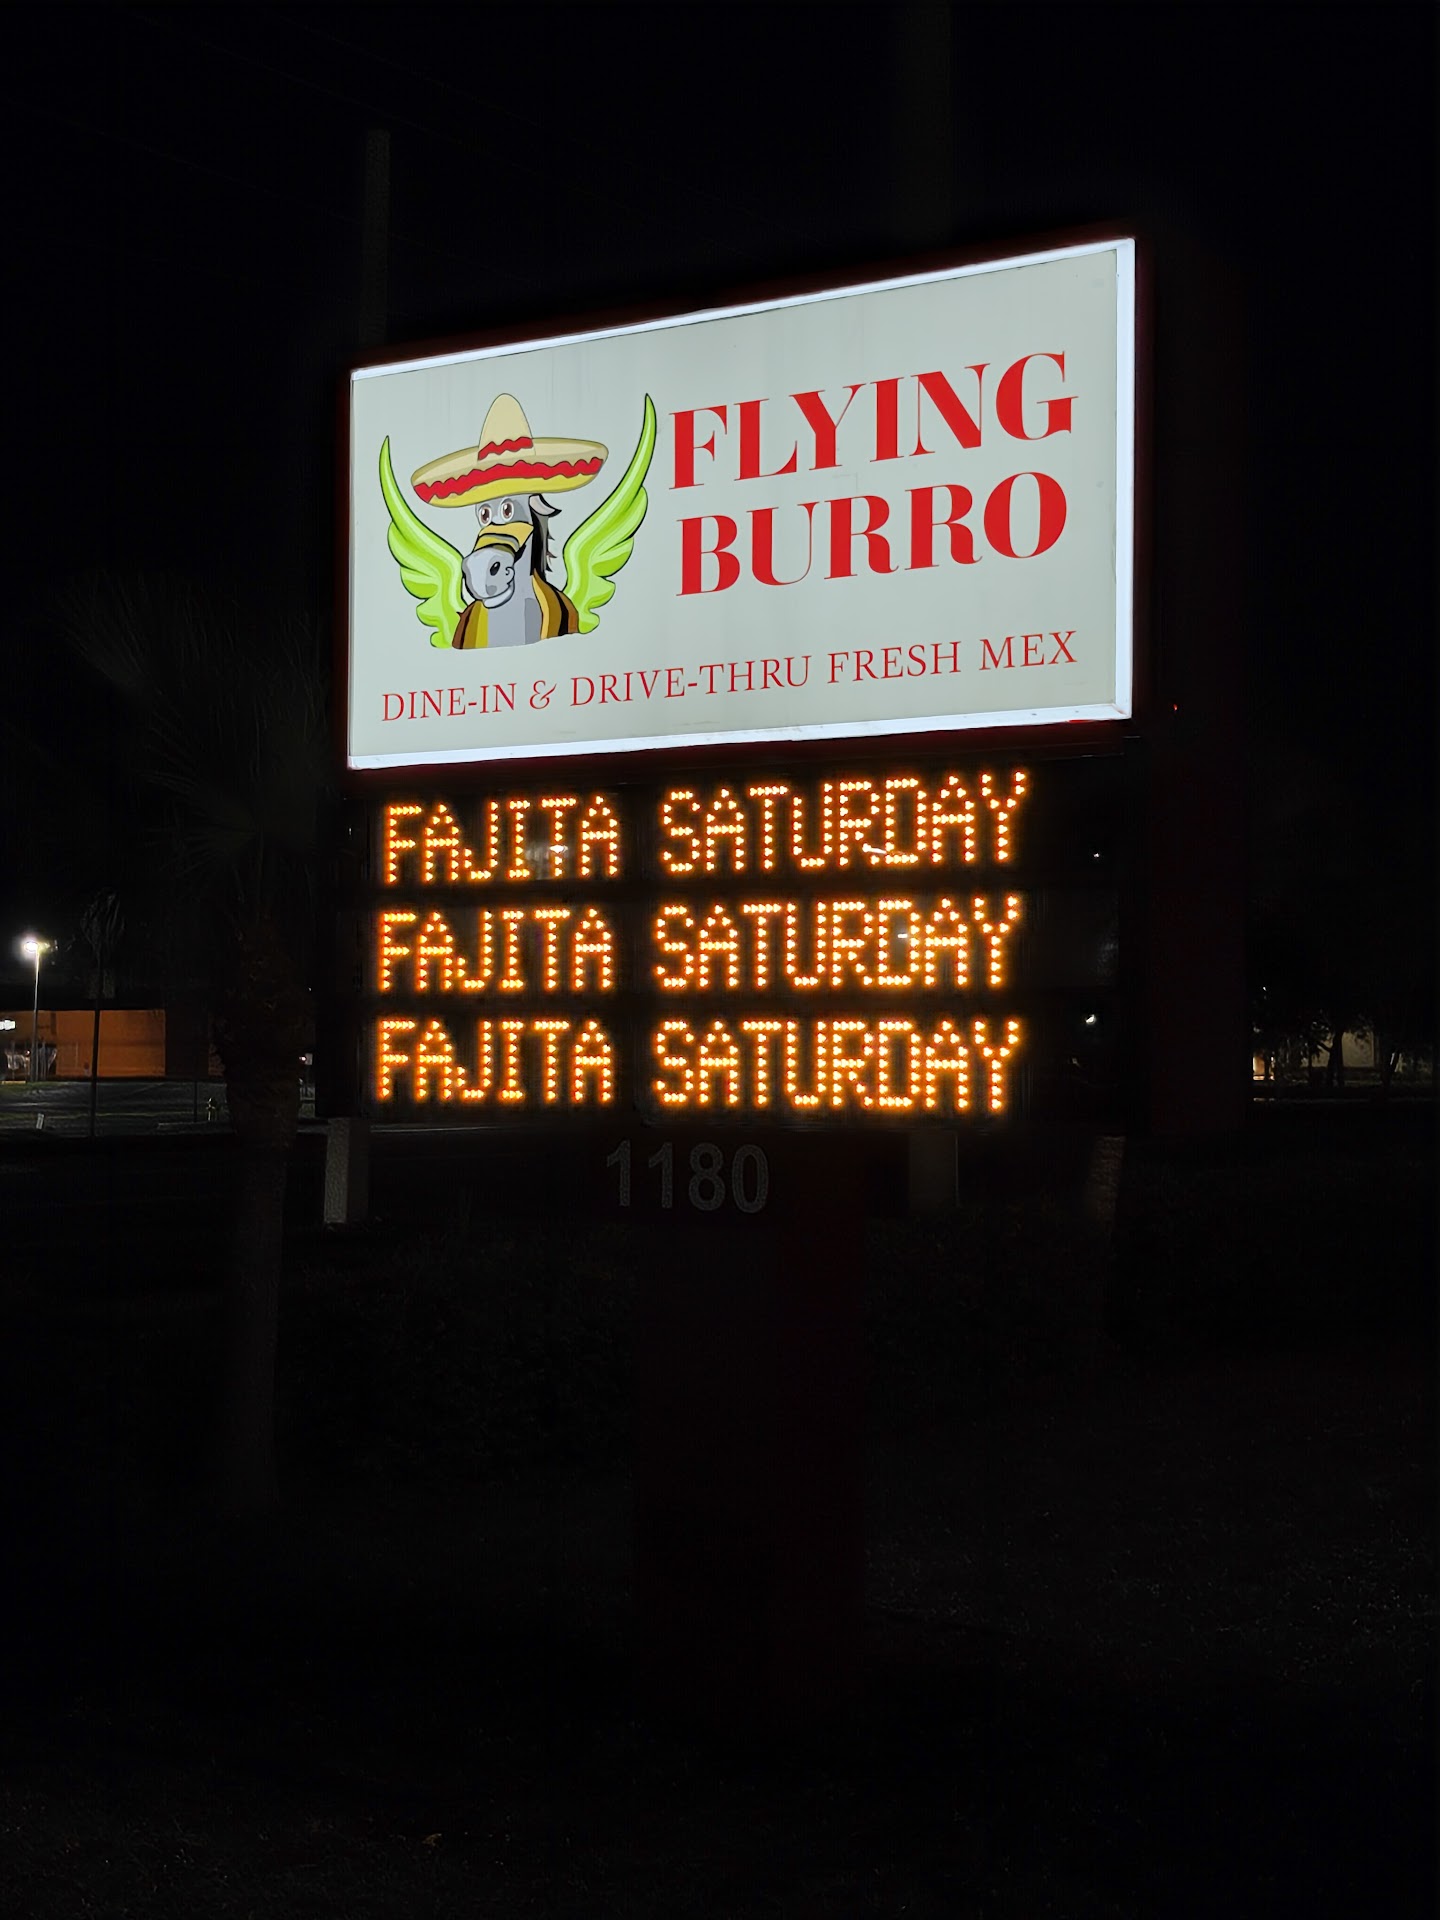 FLYING
BURRO
DINE-IN & DRIVE-THRU FRESH MEX
FAJITA SATURDAY
FAJITA SATURDAY
FAJITA SATURDAY
1180